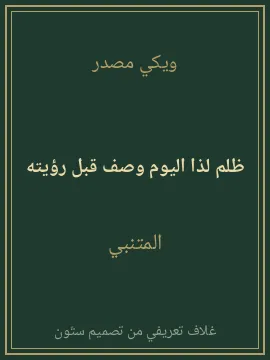 ويكي مصدر
ظلم لذا اليوم وصف قبل رؤيته
المتنبي
غلاف تعريفي من تصميم سثون